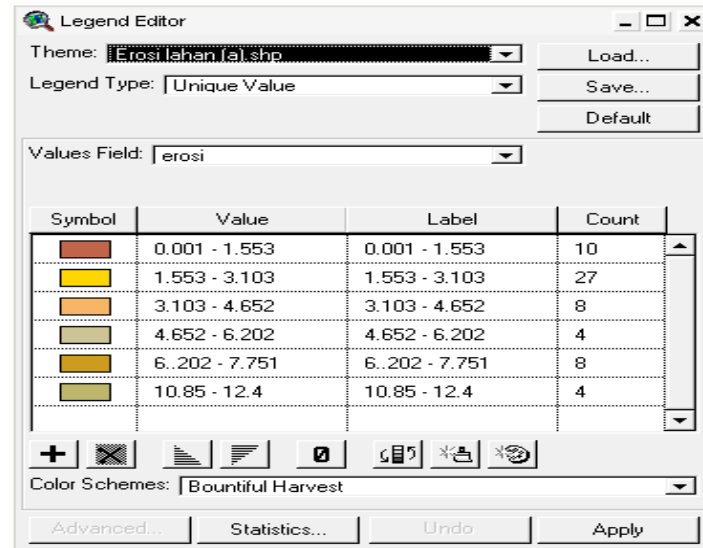 Legend Editor
Theme: Erosi lahan (a).shp
Load...
Legend Type: Unique Value
Save...
Default
Values Field: erosi
Symbol Value Label Count
0.001 - 1.553 0.001 - 1.553 10
1.553 - 3.103 1.553 - 3.103 27
3.103 - 4.652 3.103 - 4.652 8
4.652 - 6.202 4.652 - 6.202 4
6..202 - 7.751 6..202 - 7.751 8
10.85 - 12.4 10.85 - 12.4 4
Color Schemes: Bountiful Harvest
Advanced... Statistics... Undo Apply